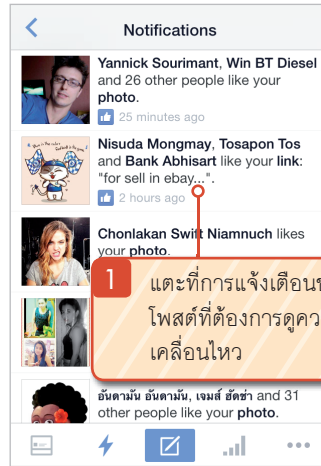 Notifications
Yannick Sourimant, Win BT Diesel
and 26 other people like your
photo.
25 minutes ago
Nisuda Mongmay, Tosapon Tos
and Bank Abhisart like your link:
"for sell in ebay...".
2 hours ago
Chonlakan Swift Niamnuch likes
your photo.
1
แตะที่การแจ้งเตือน
โพสต์ที่ต้องการดูคว
เคลื่อนไหว
อันดามัน อันดามัน, เจมส์ ฮัดช่า and 31
other people like your photo.